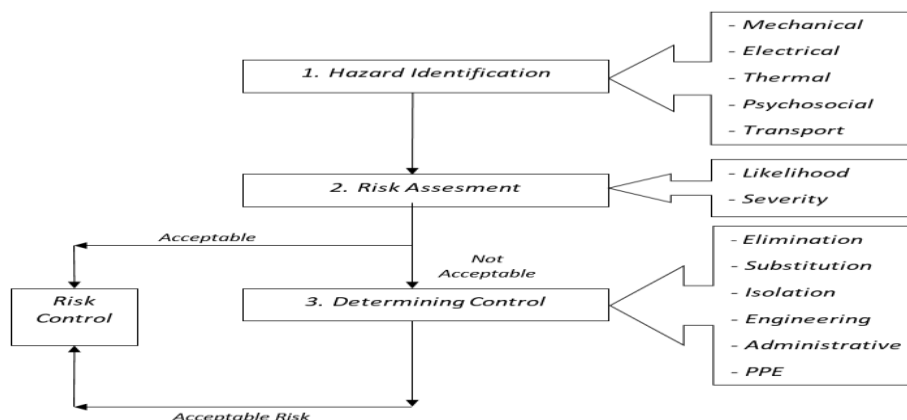 - Mechanical
- Electrical
- Thermal
- Psychosocial
- Transport
1. Hazard Identification
- Likelihood
- Severity
2. Risk Assesment
Acceptable
Not
Acceptable
- Elimination
- Substitution
- Isolation
- Engineering
- Administrative
- PPE
3. Determining Control
Risk
Control
Acceptable Risk